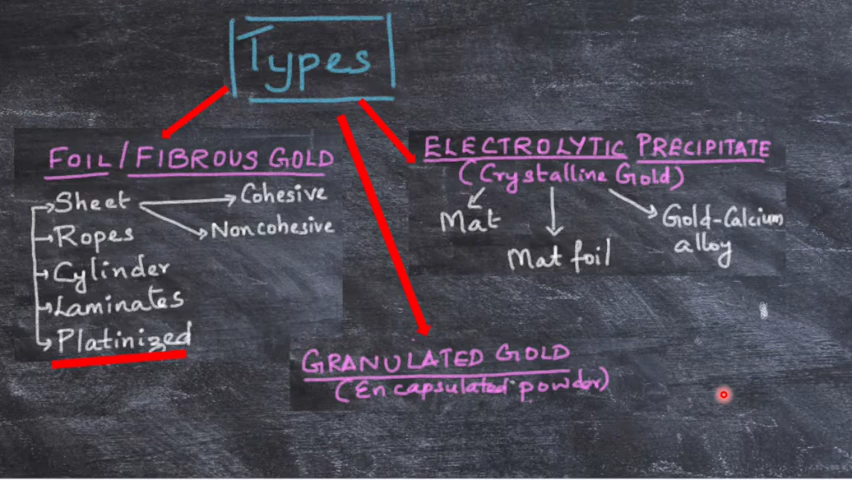 Types
FOIL / FIBROUS GOLD
Sheet
Cohesive
Noncohesive
Ropes
Cylinder
Laminates
Platinized
ELECTROLYTIC PRECIPITATE
(Crystalline Gold)
Mat
Mat foil
Gold-Calcium
alloy
GRANULATED GOLD
(Encapsulated powder)